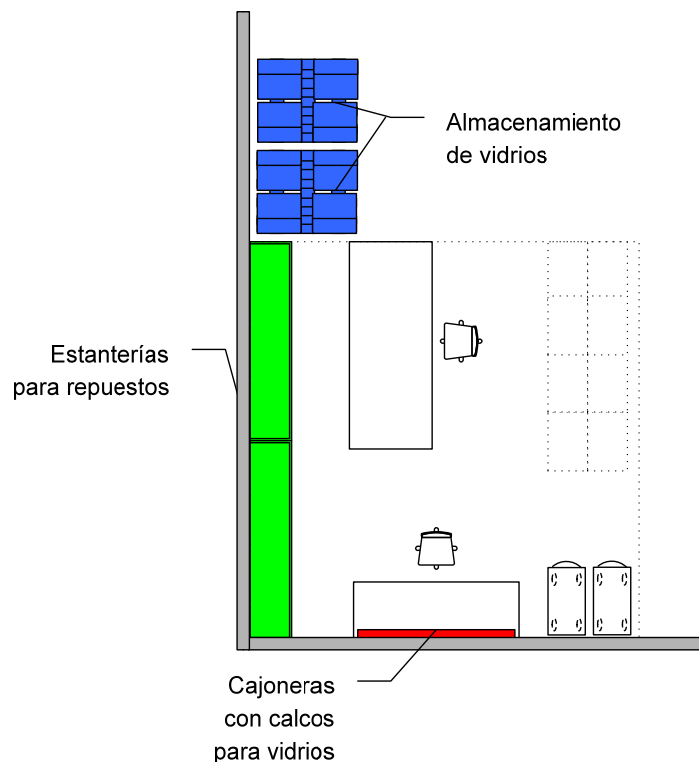 Almacenamiento
de vidrios
Estanterías
para repuestos
Cajoneras
con calcos
para vidrios